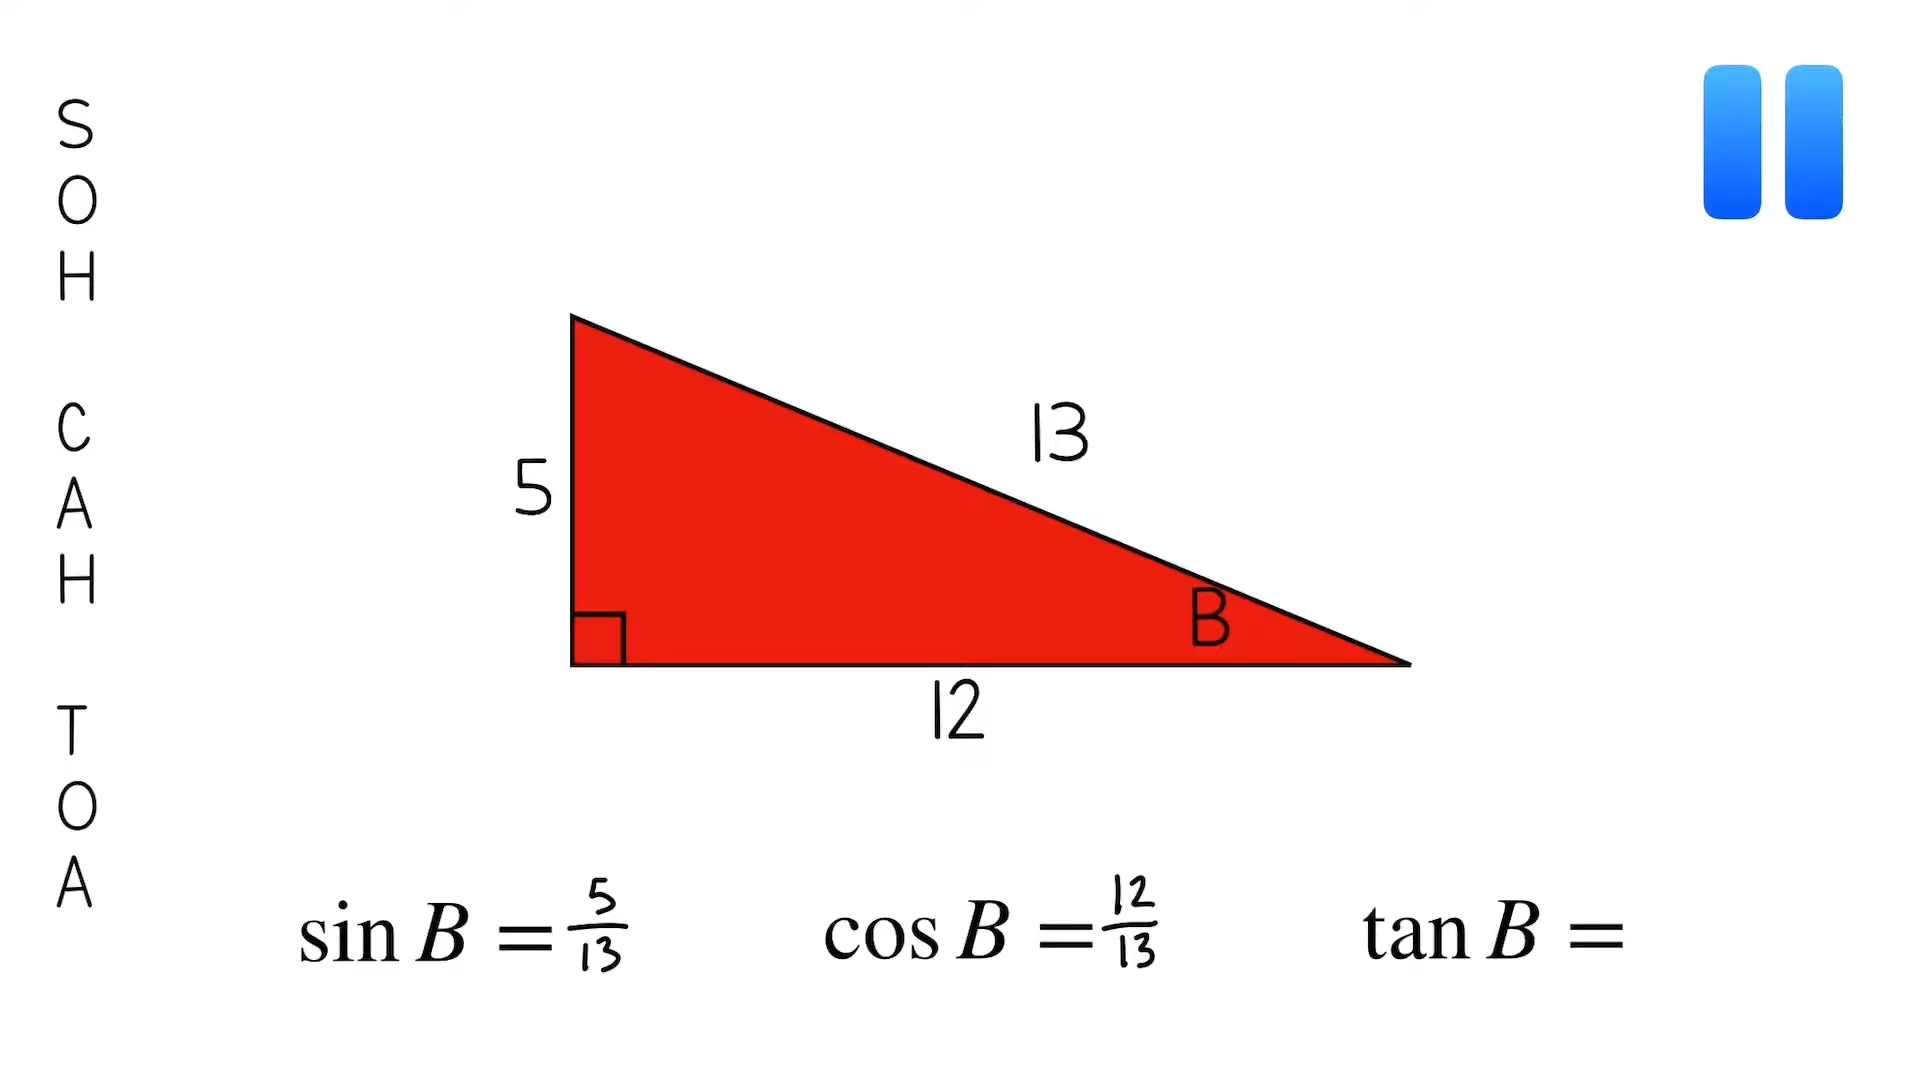 S
O
H
C
A
H
T
O
A
13
5
B
12
sin B = 5/13
cos B = 12/13
tan B =